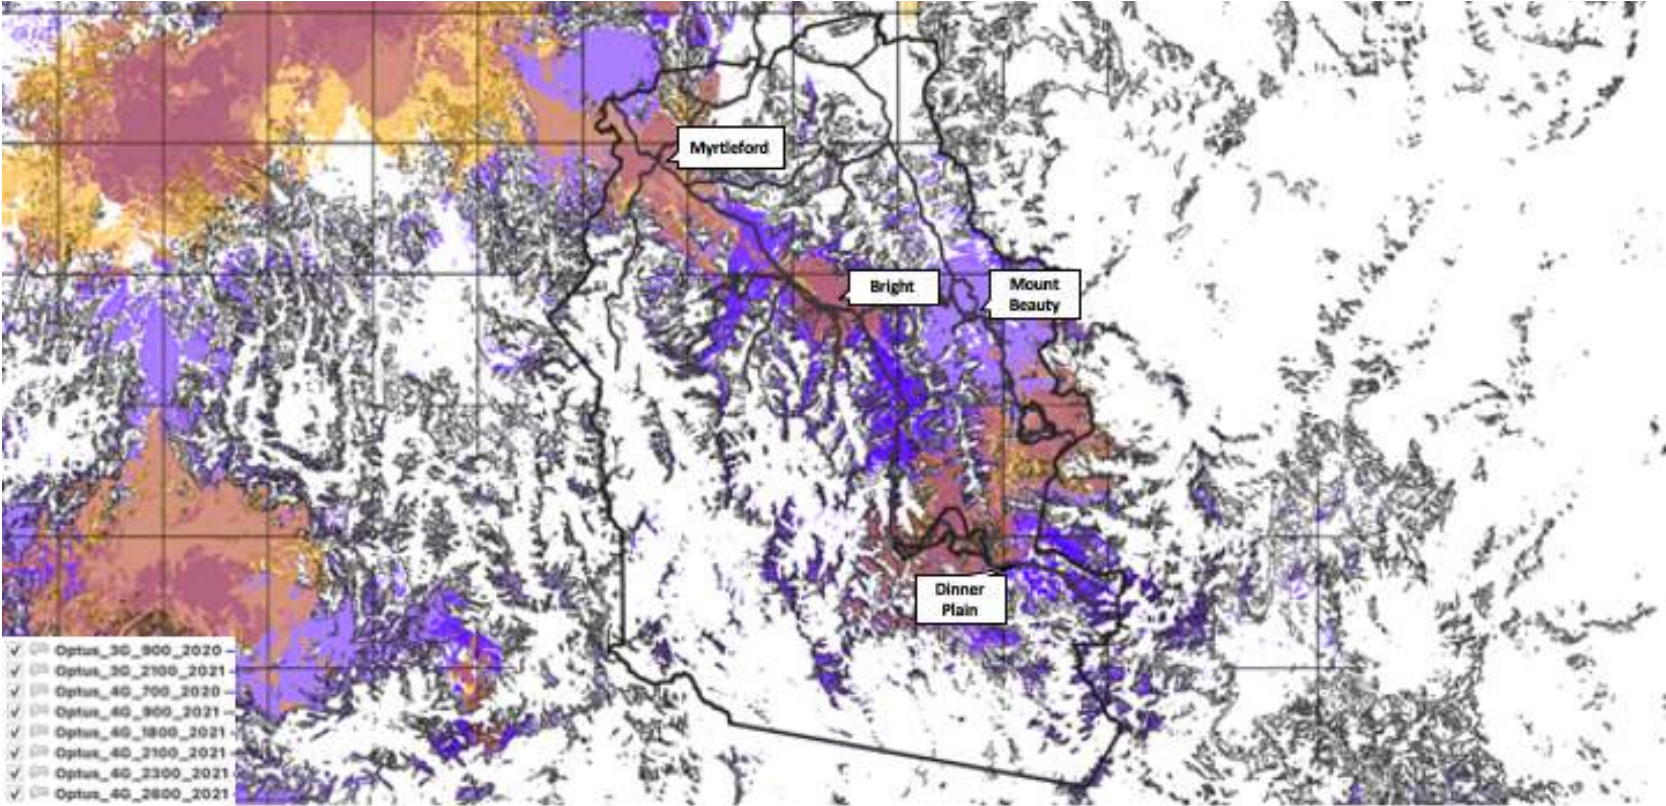 Myrtleford
Bright
Mount
Beauty
Dinner
Plain
Optus_3G_900_2020
Optus_3G_2100_2021
Optus_4G_700_2020
Optus_4G_900_2021
Optus_4G_1800_2021
Optus_4G_2100_2021
Optus_4G_2300_2021
Optus_4G_2600_2021